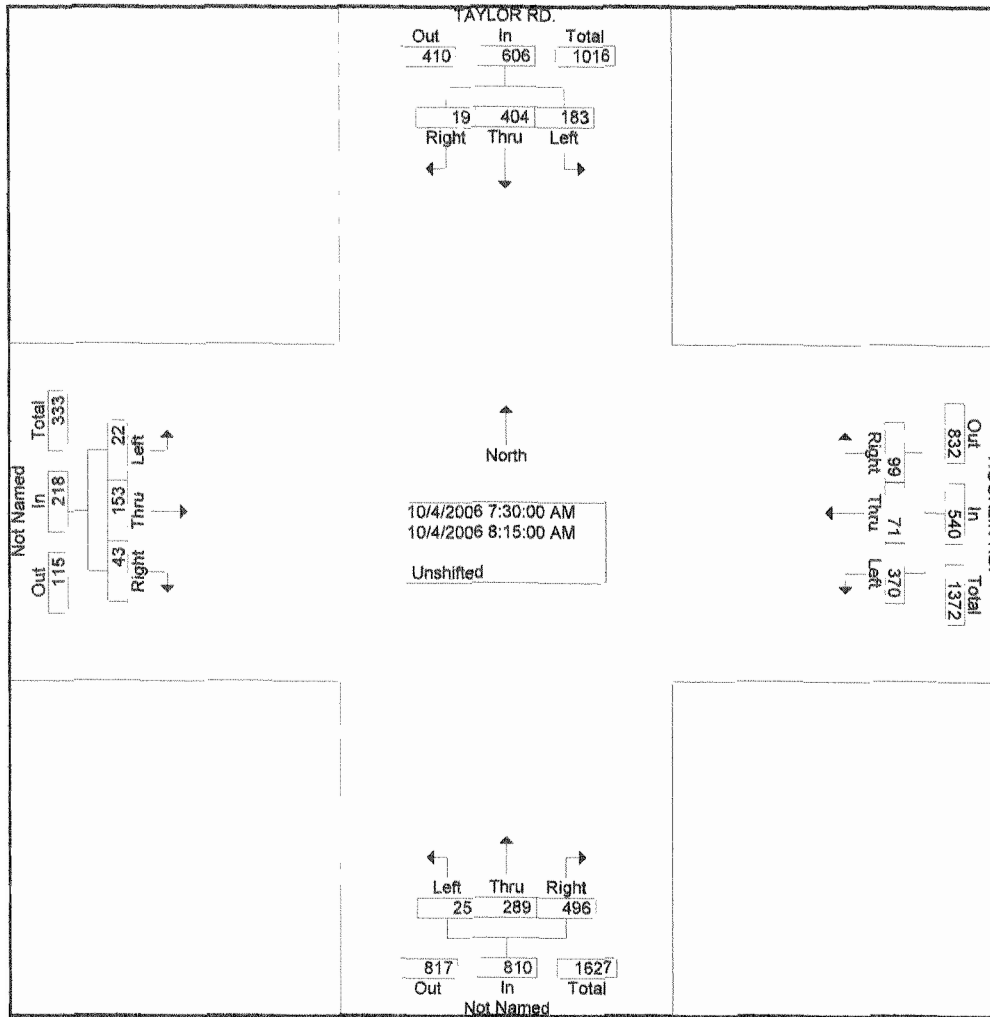 TAYLOR RD.
Out In Total
410 606 1016
19 404 183
Right Thru Left
Not Named
Out In Total
115 218 333
22 153 43
Left Thru Right
North
10/4/2006 7:30:00 AM
10/4/2006 8:15:00 AM
Unshifted
Right Thru Left
99 71 370
Out In Total
832 540 1372
Left Thru Right
25 289 496
817 810 1627
Out In Total
Not Named